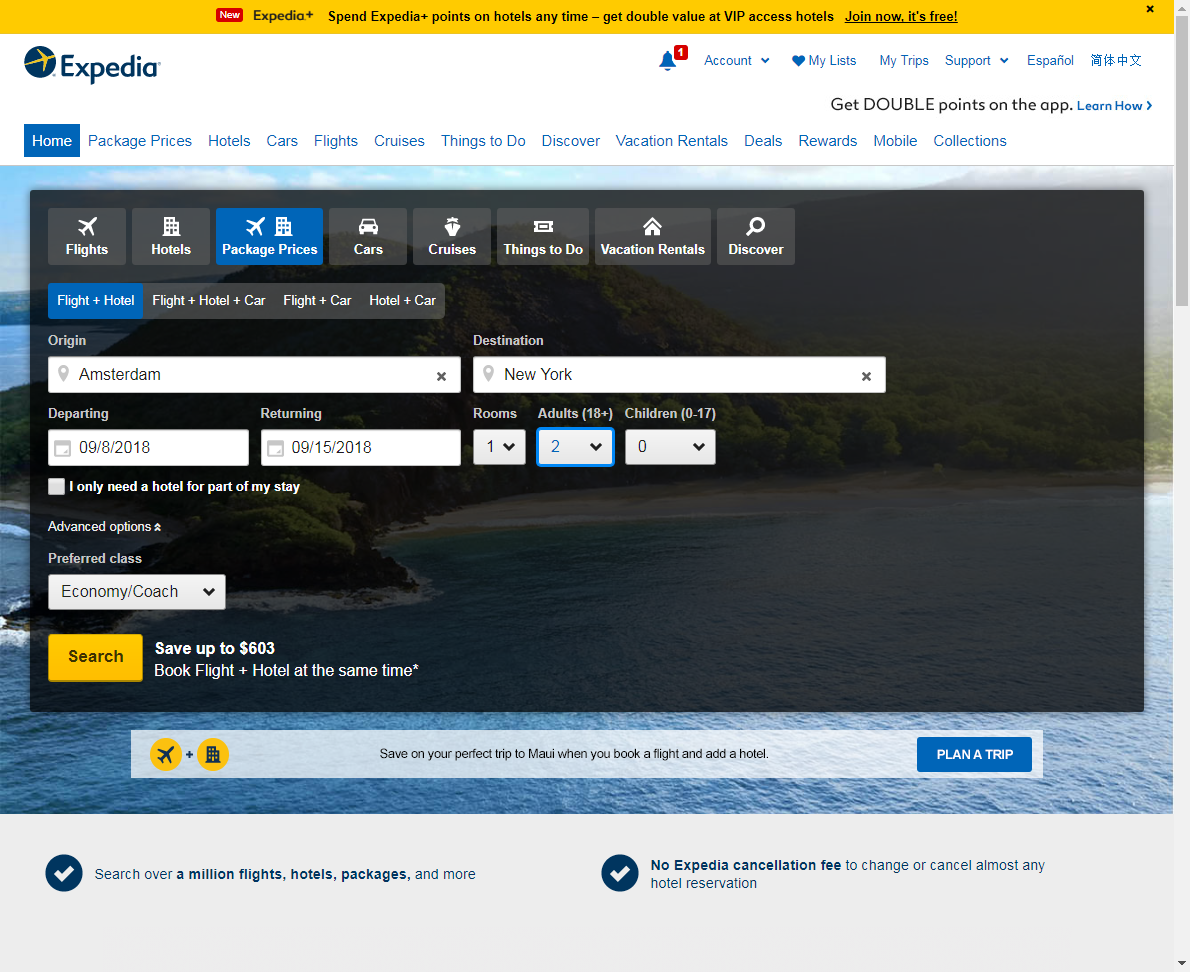 New Expedia+ Spend Expedia+ points on hotels any time – get double value at VIP access hotels Join now, it's free!
Expedia
1 Account My Lists My Trips Support Español 简体中文
Get DOUBLE points on the app. Learn How
Home Package Prices Hotels Cars Flights Cruises Things to Do Discover Vacation Rentals Deals Rewards Mobile Collections
Flights Hotels Package Prices Cars Cruises Things to Do Vacation Rentals Discover
Flight + Hotel Flight + Hotel + Car Flight + Car Hotel + Car
Origin Destination
Amsterdam New York
Departing Returning Rooms Adults (18+) Children (0-17)
09/8/2018 09/15/2018 1 2 0
I only need a hotel for part of my stay
Advanced options
Preferred class
Economy/Coach
Search Save up to $603
Book Flight + Hotel at the same time*
Save on your perfect trip to Maui when you book a flight and add a hotel. PLAN A TRIP
Search over a million flights, hotels, packages, and more
No Expedia cancellation fee to change or cancel almost any
hotel reservation